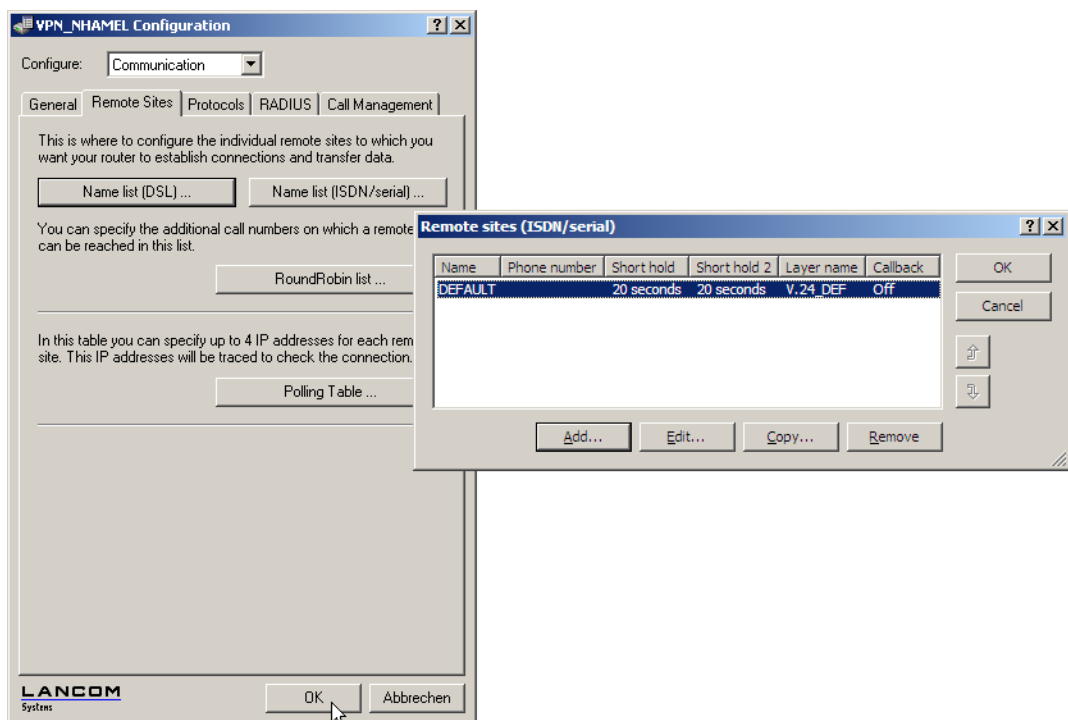 VPN_NHAMEL Configuration
Configure: Communication
General Remote Sites Protocols RADIUS Call Management
This is where to configure the individual remote sites to which you
want your router to establish connections and transfer data.
Name list (DSL) ... Name list (ISDN/serial) ...
You can specify the additional call numbers on which a remote
can be reached in this list.
RoundRobin list ...
In this table you can specify up to 4 IP addresses for each rem
site. This IP addresses will be traced to check the connection.
Polling Table ...
LANCOM
Systems
OK Abbrechen
Remote sites (ISDN/serial)
Name Phone number Short hold Short hold 2 Layer name Callback
DEFAULT 20 seconds 20 seconds V.24_DEF Off
OK
Cancel
Add... Edit... Copy... Remove